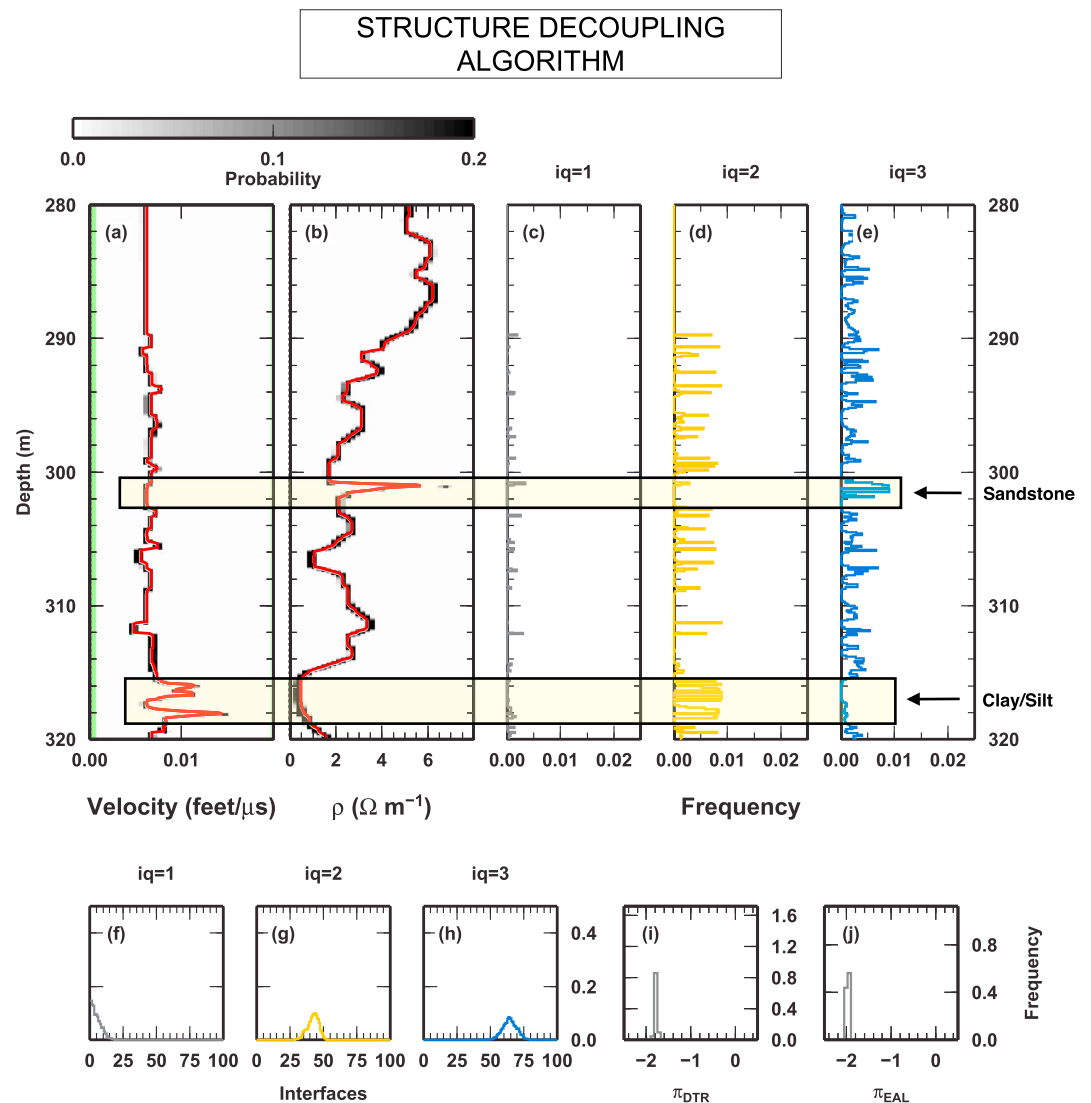 STRUCTURE DECOUPLING
ALGORITHM
0.0 0.1 0.2
Probability
iq=1 iq=2 iq=3
280 (a) (b) (c) (d) (e) 280
290 290
300 300
Sandstone
310 310
Clay/Silt
320 320
Depth (m)
0.00 0.01 0 2 4 6 0.00 0.01 0.02 0.00 0.01 0.02 0.00 0.01 0.02
Velocity (feet/μs) ρ (Ω m⁻¹) Frequency
iq=1 iq=2 iq=3
(f) (g) (h) (i) (j)
0.4 1.6
0.2 1.2 0.8
0.0 0.8 0.4
0.4 0.0
0.0
Frequency
0 25 50 75 100 0 25 50 75 100 0 25 50 75 100 −2 −1 0 −2 −1 0
Interfaces π_DTR π_EAL